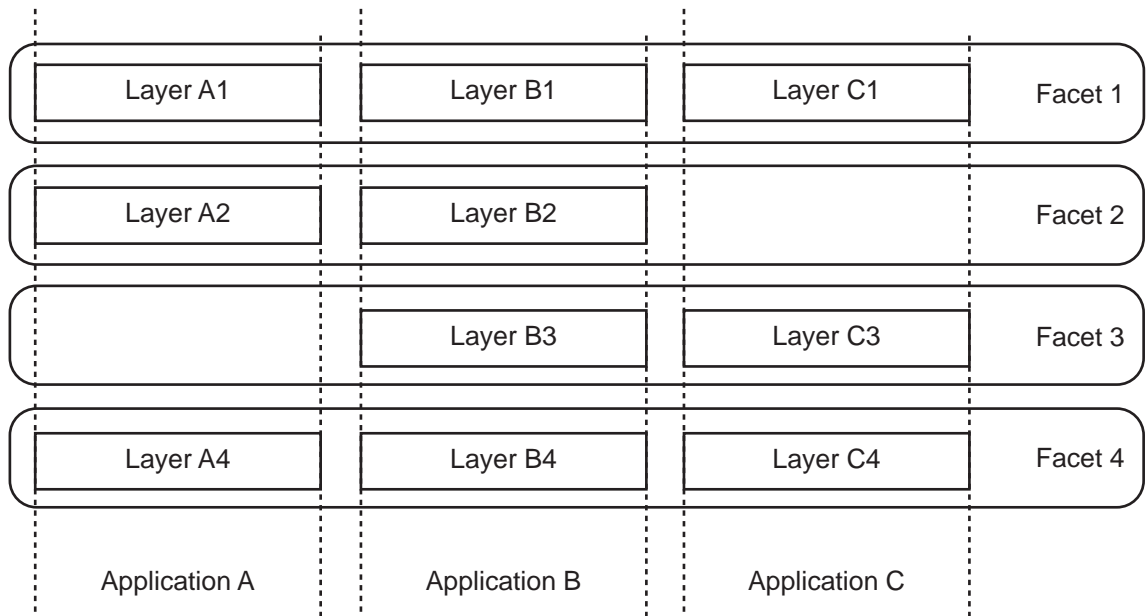 Layer A1 Layer B1 Layer C1 Facet 1
Layer A2 Layer B2 Facet 2
Layer B3 Layer C3 Facet 3
Layer A4 Layer B4 Layer C4 Facet 4
Application A Application B Application C